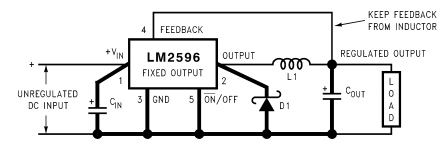 4 FEEDBACK
KEEP FEEDBACK
FROM INDUCTOR
+VIN
LM2596
FIXED OUTPUT
OUTPUT
REGULATED OUTPUT
+
1
2
L1
UNREGULATED
DC INPUT
+
CIN
3 GND
5 ON/OFF
D1
+
COUT
LOAD